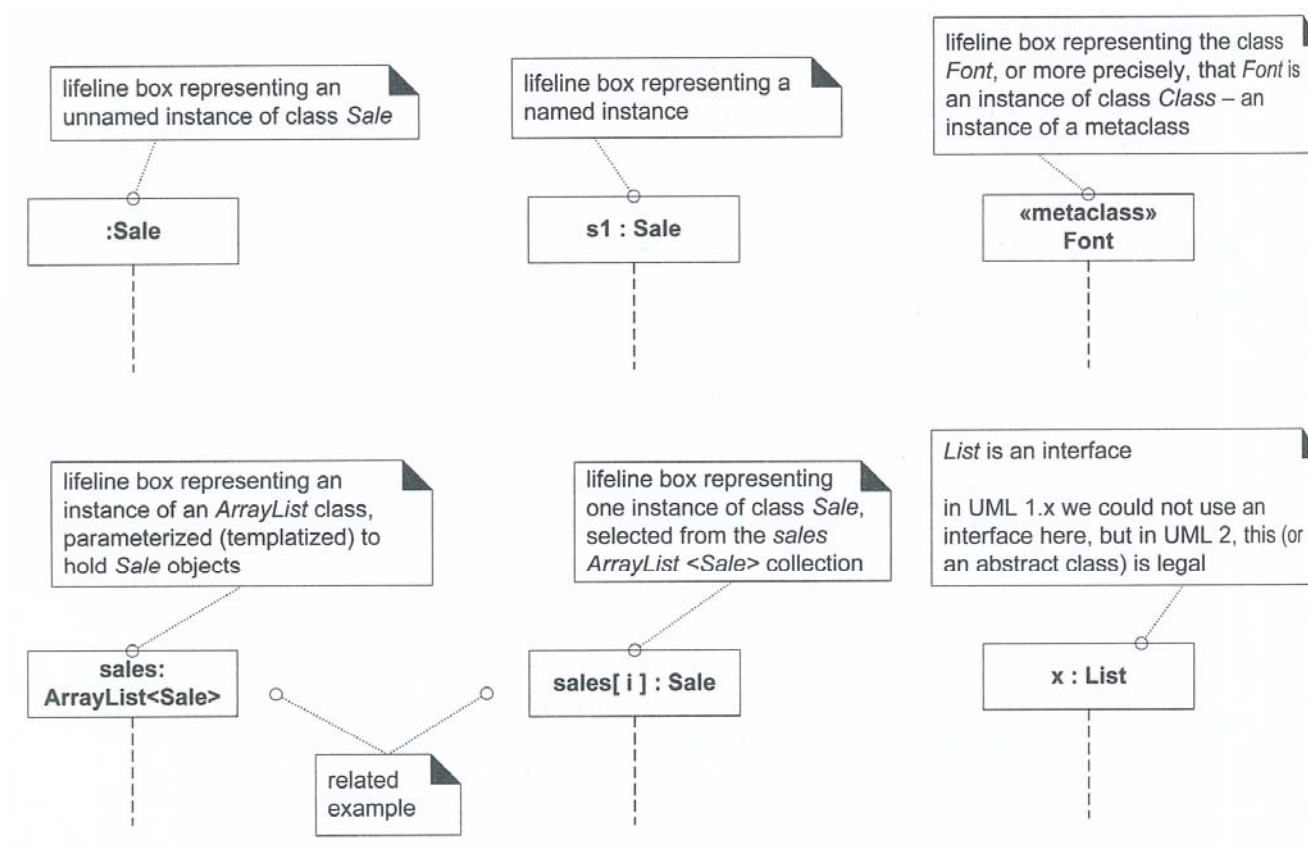 lifeline box representing an
unnamed instance of class Sale
:Sale
lifeline box representing a
named instance
s1 : Sale
lifeline box representing the class
Font, or more precisely, that Font is
an instance of class Class – an
instance of a metaclass
«metaclass»
Font
lifeline box representing an
instance of an ArrayList class,
parameterized (templatized) to
hold Sale objects
sales:
ArrayList<Sale>
related
example
lifeline box representing
one instance of class Sale,
selected from the sales
ArrayList <Sale> collection
sales[ i ] : Sale
List is an interface
in UML 1.x we could not use an
interface here, but in UML 2, this (or
an abstract class) is legal
x : List